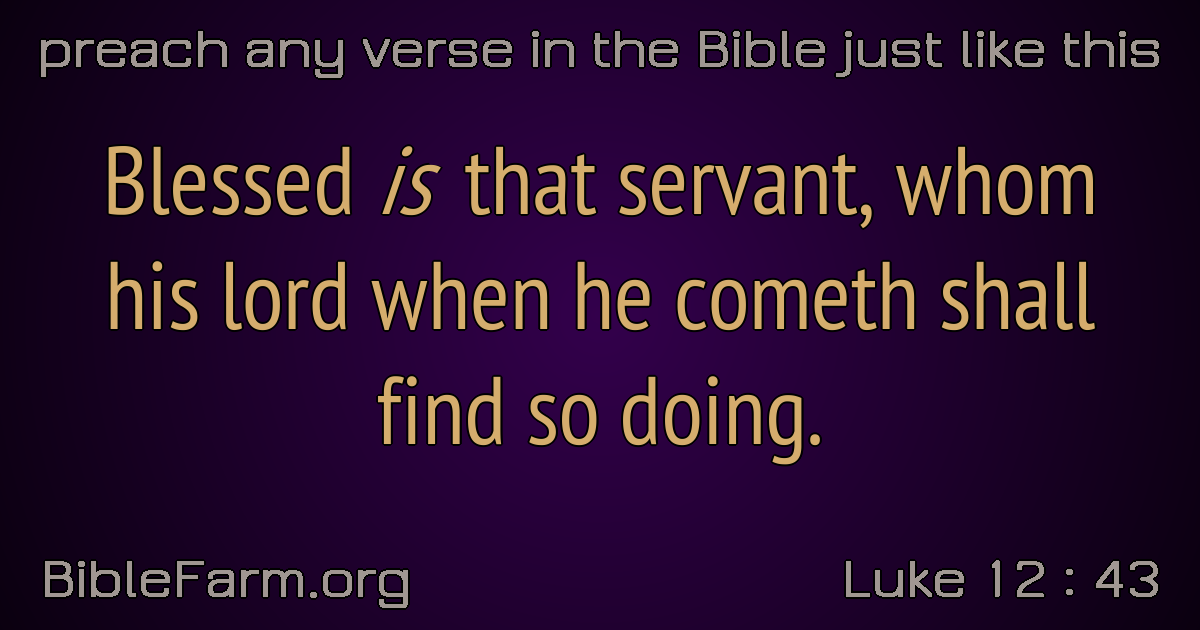 preach any verse in the Bible just like this
Blessed is that servant, whom
his lord when he cometh shall
find so doing.
BibleFarm.org
Luke 12 : 43